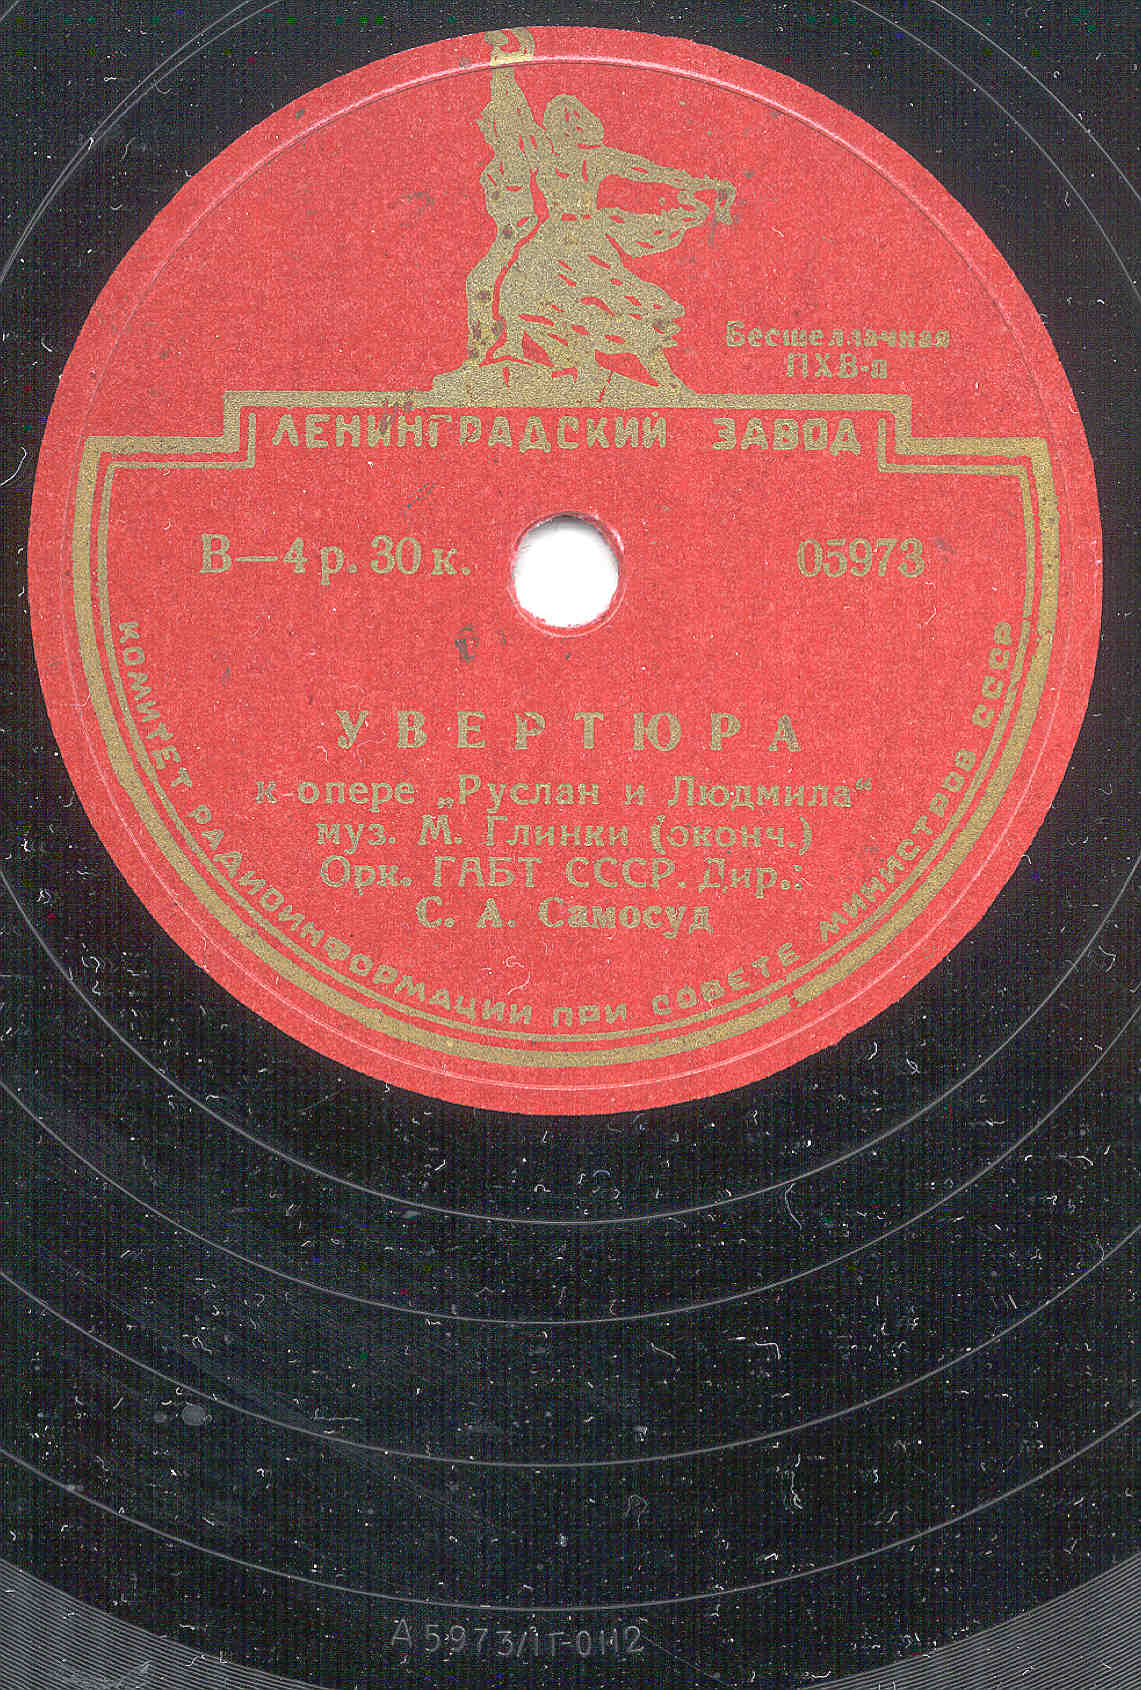 Бесшеллачная
ПХВ-п
ЛЕНИНГРАДСКИЙ ЗАВОД
В—4 р. 30 к.
05973
УВЕРТЮРА
к опере „Руслан и Людмила“
муз. М. Глинки (оконч.)
Орк. ГАБТ СССР. Дир.:
С. А. Самосуд
КОМИТЕТ РАДИОИНФОРМАЦИИ ПРИ СОВЕТЕ МИНИСТРОВ СССР
А5973/1Г-0112